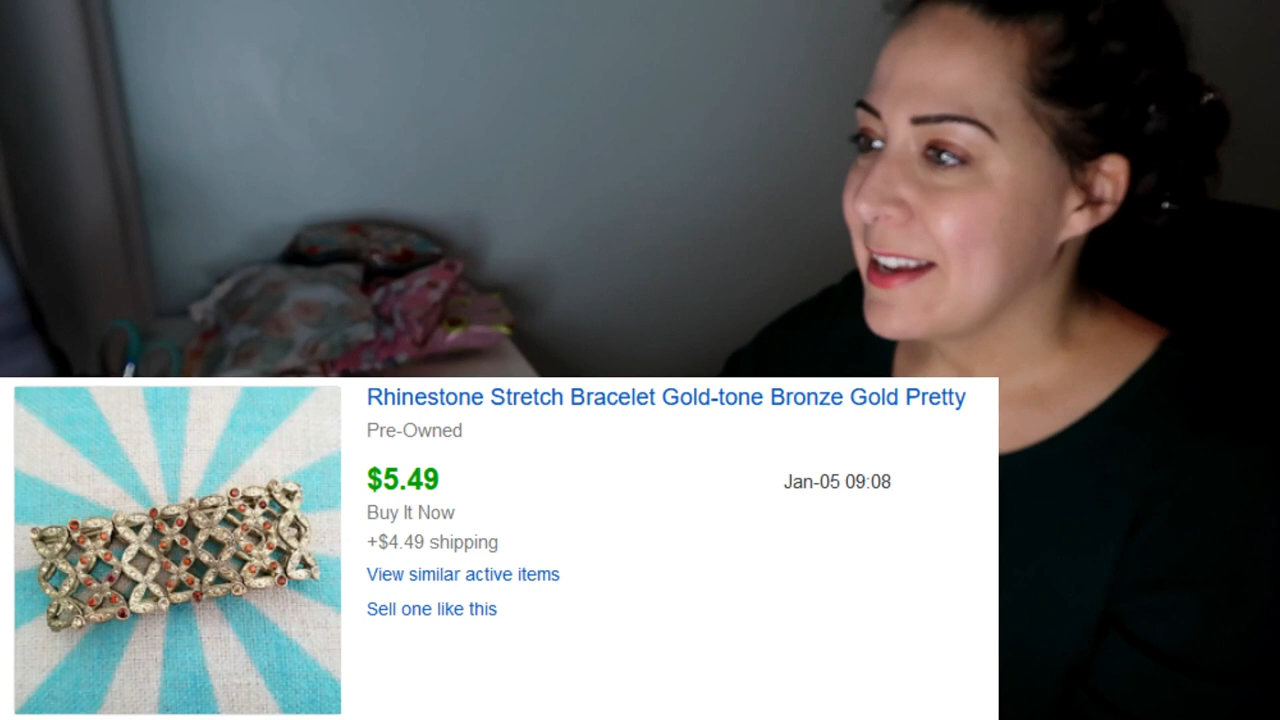 Rhinestone Stretch Bracelet Gold-tone Bronze Gold Pretty
Pre-Owned
$5.49
Jan-05 09:08
Buy It Now
+$4.49 shipping
View similar active items
Sell one like this